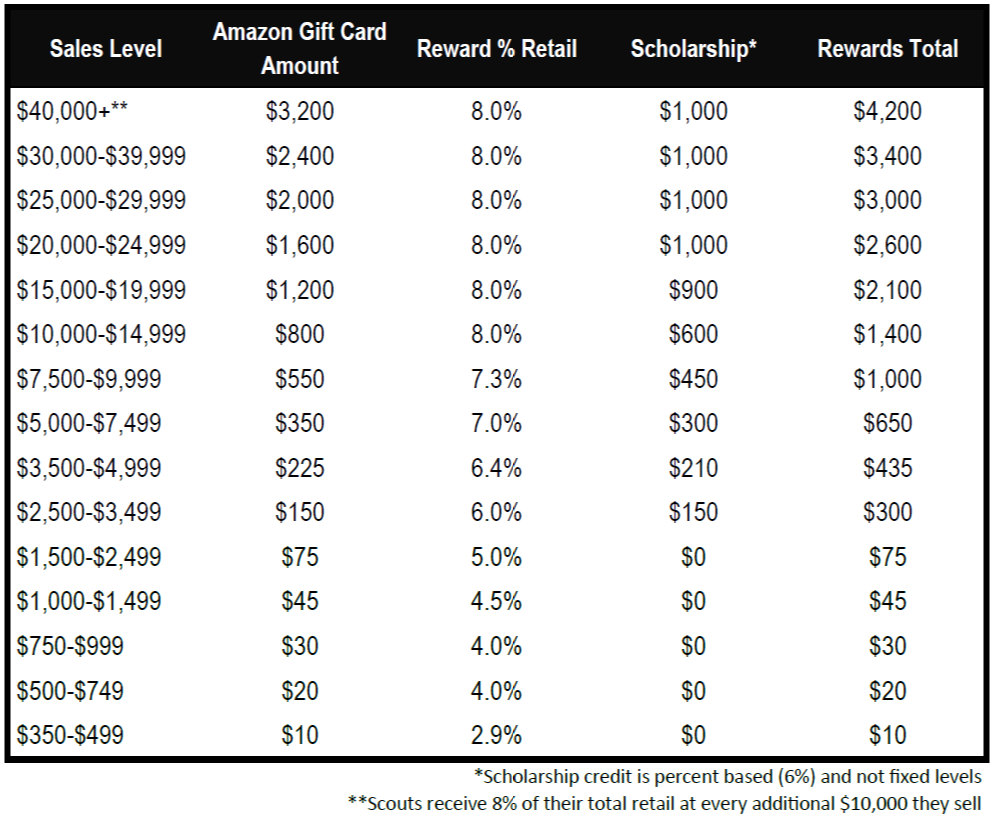 Sales Level Amazon Gift Card Amount Reward % Retail Scholarship* Rewards Total
$40,000+** $3,200 8.0% $1,000 $4,200
$30,000-$39,999 $2,400 8.0% $1,000 $3,400
$25,000-$29,999 $2,000 8.0% $1,000 $3,000
$20,000-$24,999 $1,600 8.0% $1,000 $2,600
$15,000-$19,999 $1,200 8.0% $900 $2,100
$10,000-$14,999 $800 8.0% $600 $1,400
$7,500-$9,999 $550 7.3% $450 $1,000
$5,000-$7,499 $350 7.0% $300 $650
$3,500-$4,999 $225 6.4% $210 $435
$2,500-$3,499 $150 6.0% $150 $300
$1,500-$2,499 $75 5.0% $0 $75
$1,000-$1,499 $45 4.5% $0 $45
$750-$999 $30 4.0% $0 $30
$500-$749 $20 4.0% $0 $20
$350-$499 $10 2.9% $0 $10
*Scholarship credit is percent based (6%) and not fixed levels
**Scouts receive 8% of their total retail at every additional $10,000 they sell